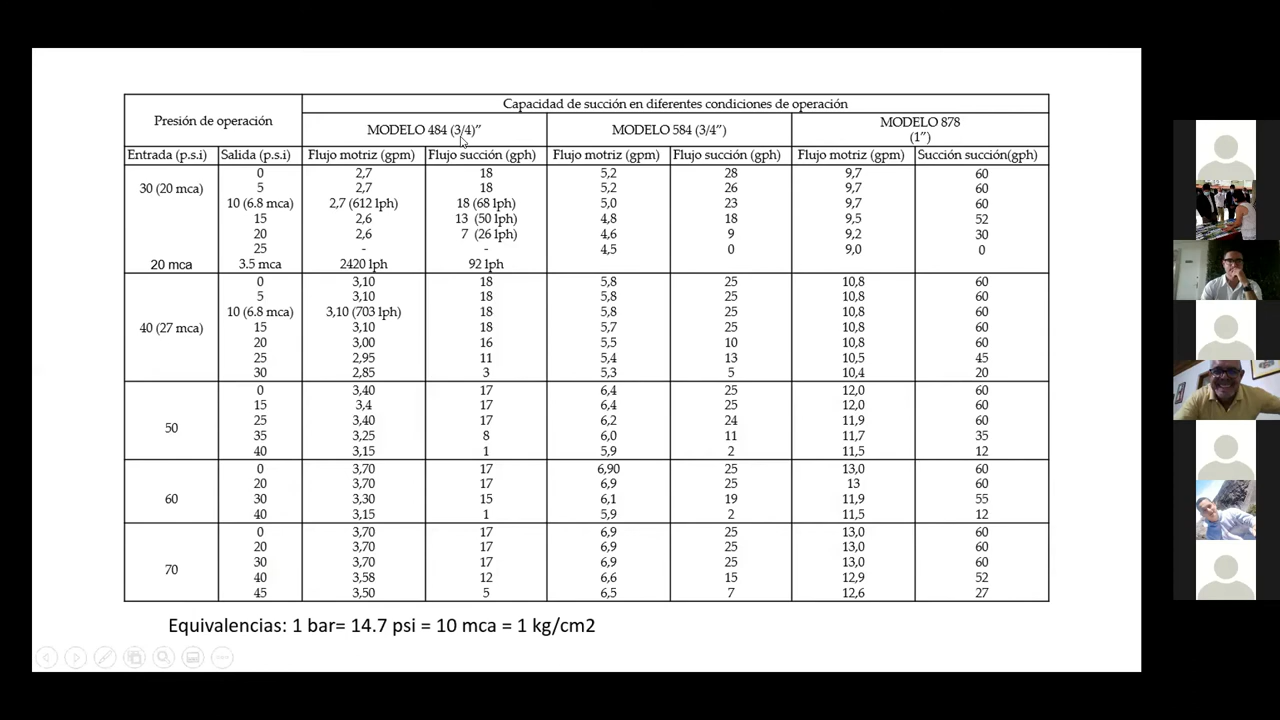 Capacidad de succión en diferentes condiciones de operación
Presión de operación
MODELO 484 (3/4)” MODELO 584 (3/4”) MODELO 878
(1”)
Entrada (p.s.i) Salida (p.s.i) Flujo motriz (gpm) Flujo succión (gph) Flujo motriz (gpm) Flujo succión (gph) Flujo motriz (gpm) Succión succión(gph)
0 2,7 18 5,2 28 9,7 60
30 (20 mca) 5 2,7 18 5,2 26 9,7 60
10 (6.8 mca) 2,7 (612 lph) 18 (68 lph) 5,0 23 9,7 60
15 2,6 13 (50 lph) 4,8 18 9,5 52
20 2,6 7 (26 lph) 4,6 9 9,2 30
25 - - 4,5 0 9,0 0
20 mca 3.5 mca 2420 lph 92 lph
0 3,10 18 5,8 25 10,8 60
5 3,10 18 5,8 25 10,8 60
10 (6.8 mca) 3,10 (703 lph) 18 5,8 25 10,8 60
40 (27 mca) 15 3,10 18 5,7 25 10,8 60
20 3,00 16 5,5 10 10,8 60
25 2,95 11 5,4 13 10,5 45
30 2,85 3 5,3 5 10,4 20
0 3,40 17 6,4 25 12,0 60
15 3,4 17 6,4 25 12,0 60
50 25 3,40 17 6,2 24 11,9 60
35 3,25 8 6,0 11 11,7 35
40 3,15 1 5,9 2 11,5 12
0 3,70 17 6,90 25 13,0 60
20 3,70 17 6,9 25 13 60
60 30 3,30 15 6,1 19 11,9 55
40 3,15 1 5,9 2 11,5 12
0 3,70 17 6,9 25 13,0 60
20 3,70 17 6,9 25 13,0 60
70 30 3,70 17 6,9 25 13,0 60
40 3,58 12 6,6 15 12,9 52
45 3,50 5 6,5 7 12,6 27
Equivalencias: 1 bar= 14.7 psi = 10 mca = 1 kg/cm2